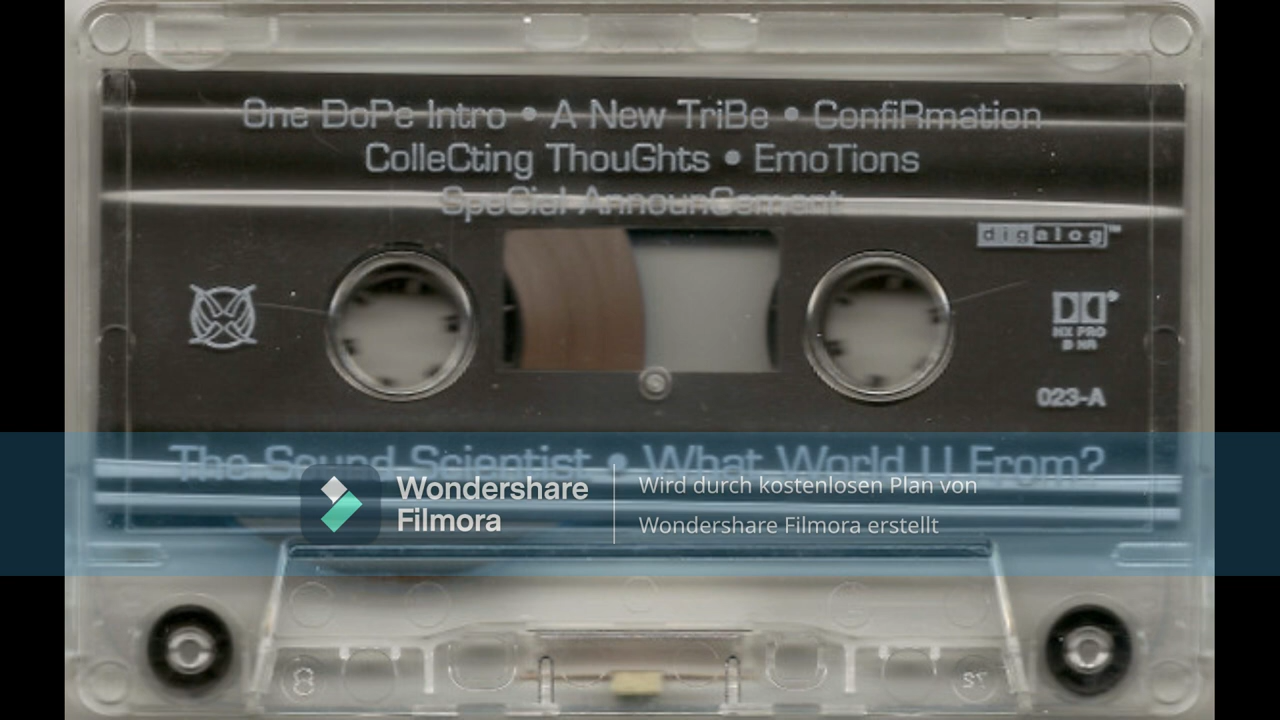 One DoPe Intro • A New TriBe • ConfiRmation
ColleCting ThouGhts • EmoTions
SpeCial AnnounCement
digalog™
HX PRO
B NR
023-A
The Sound Scientist • What World U From?
Wondershare
Filmora
Wird durch kostenlosen Plan von
Wondershare Filmora erstellt